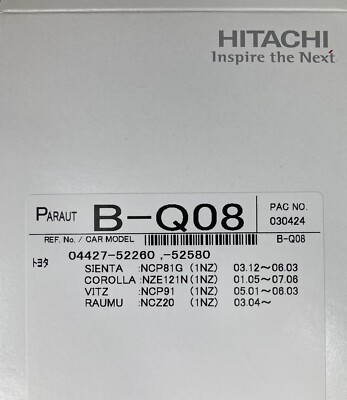 HITACHI
Inspire the Next
PARAUT B-Q08 PAC NO. 030424
REF. No. / CAR MODEL B-Q08
トヨタ 04427-52260 ,-52580
SIENTA :NCP81G (1NZ) 03.12～06.03
COROLLA :NZE121N (1NZ) 01.05～07.06
VITZ :NCP91 (1NZ) 05.01～06.03
RAUMU :NCZ20 (1NZ) 03.04～